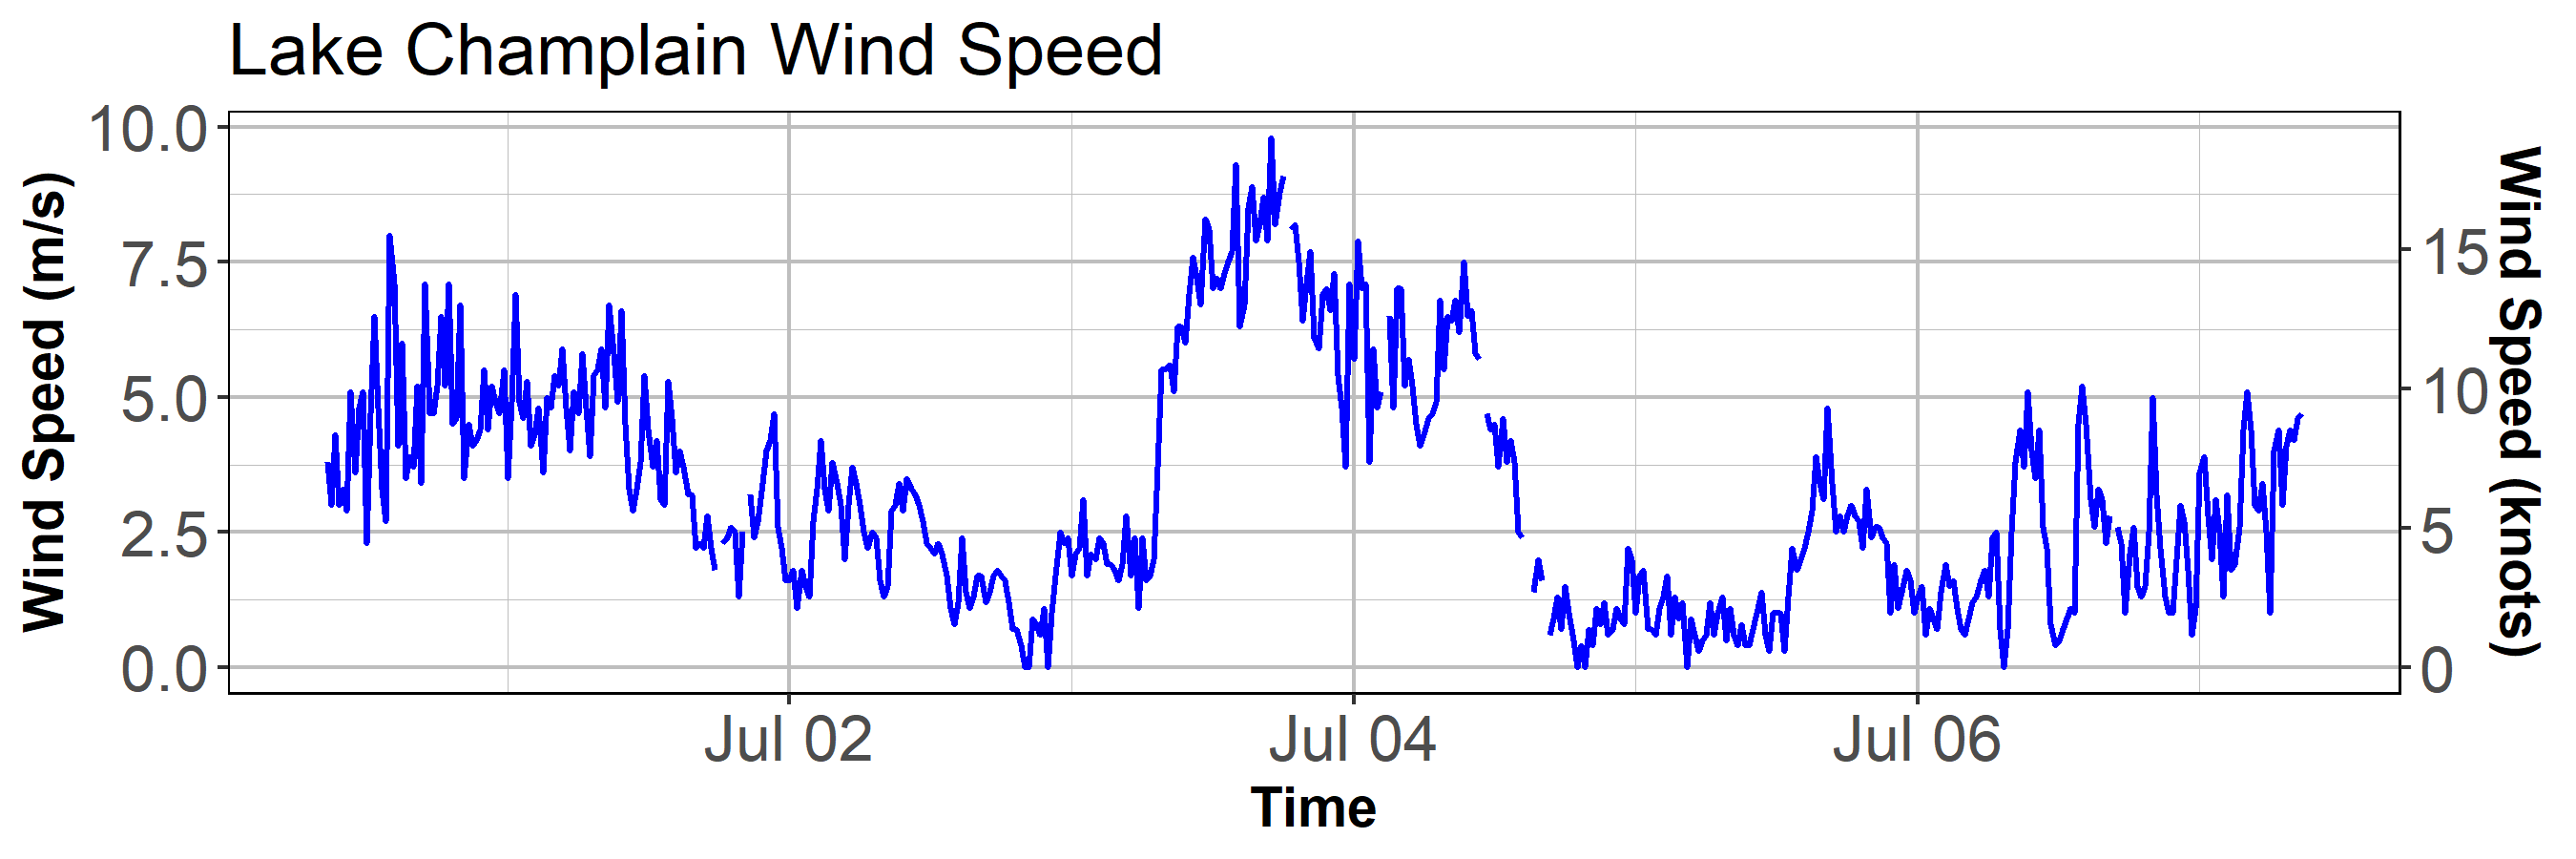 Lake Champlain Wind Speed
Wind Speed (m/s)
10.0
7.5
5.0
2.5
0.0
Wind Speed (knots)
15
10
5
0
Jul 02
Jul 04
Jul 06
Time